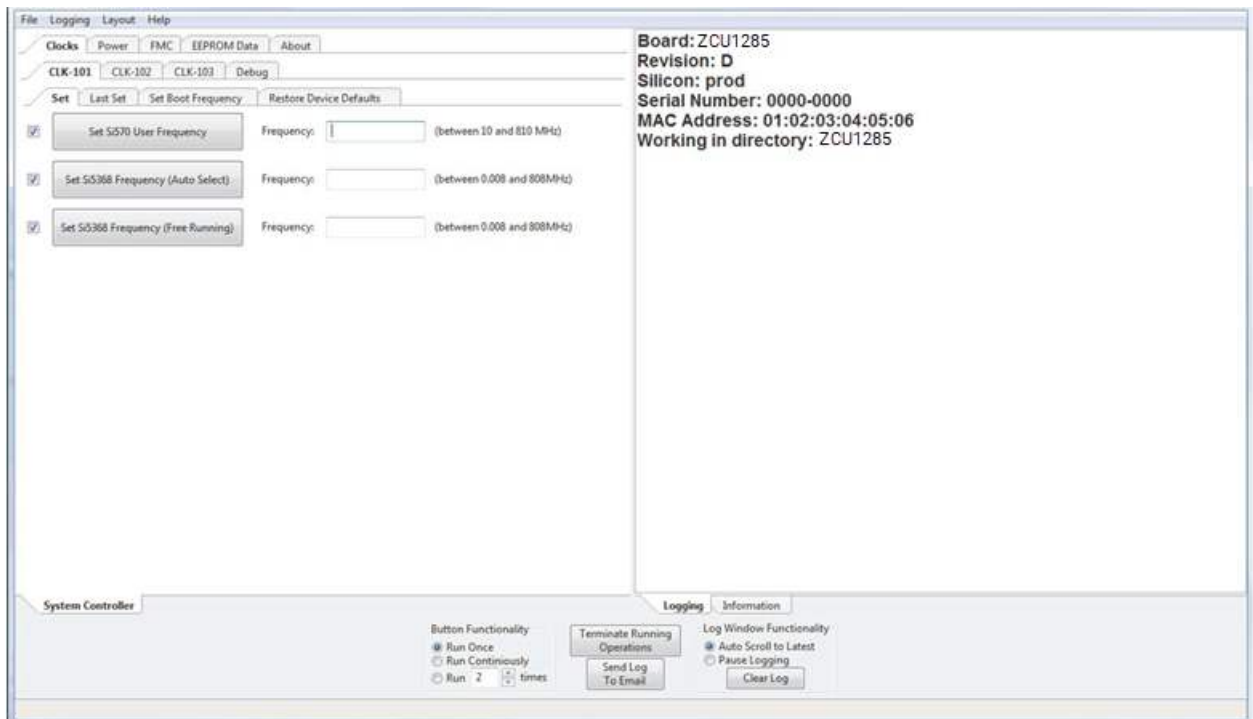 File Logging Layout Help
Clocks Power FMC EEPROM Data About
CLK-101 CLK-102 CLK-103 Debug
Set Last Set Set Boot Frequency Restore Device Defaults
Set Si570 User Frequency Frequency: (between 10 and 810 MHz)
Set Si5368 Frequency (Auto Select) Frequency: (between 0.008 and 808MHz)
Set Si5368 Frequency (Free Running) Frequency: (between 0.008 and 808MHz)
System Controller
Board: ZCU1285
Revision: D
Silicon: prod
Serial Number: 0000-0000
MAC Address: 01:02:03:04:05:06
Working in directory: ZCU1285
Logging Information
Button Functionality
Run Once
Run Continiously
Run 2 times
Terminate Running
Operations
Send Log
To Email
Log Window Functionality
Auto Scroll to Latest
Pause Logging
Clear Log